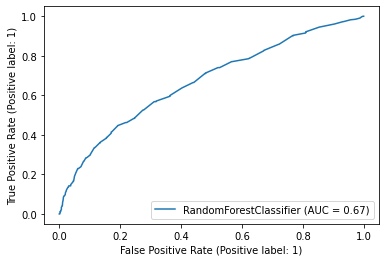 1.0
0.8
0.6
0.4
0.2
0.0
True Positive Rate (Positive label: 1)
RandomForestClassifier (AUC = 0.67)
0.0 0.2 0.4 0.6 0.8 1.0
False Positive Rate (Positive label: 1)